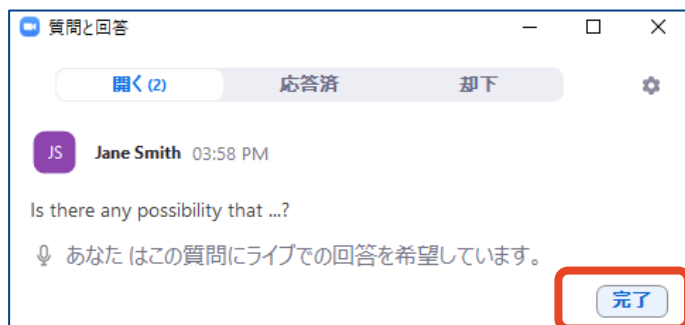 質問と回答
開く (2) 応答済 却下
JS Jane Smith 03:58 PM
Is there any possibility that ...?
あなた はこの質問にライブでの回答を希望しています。
完了